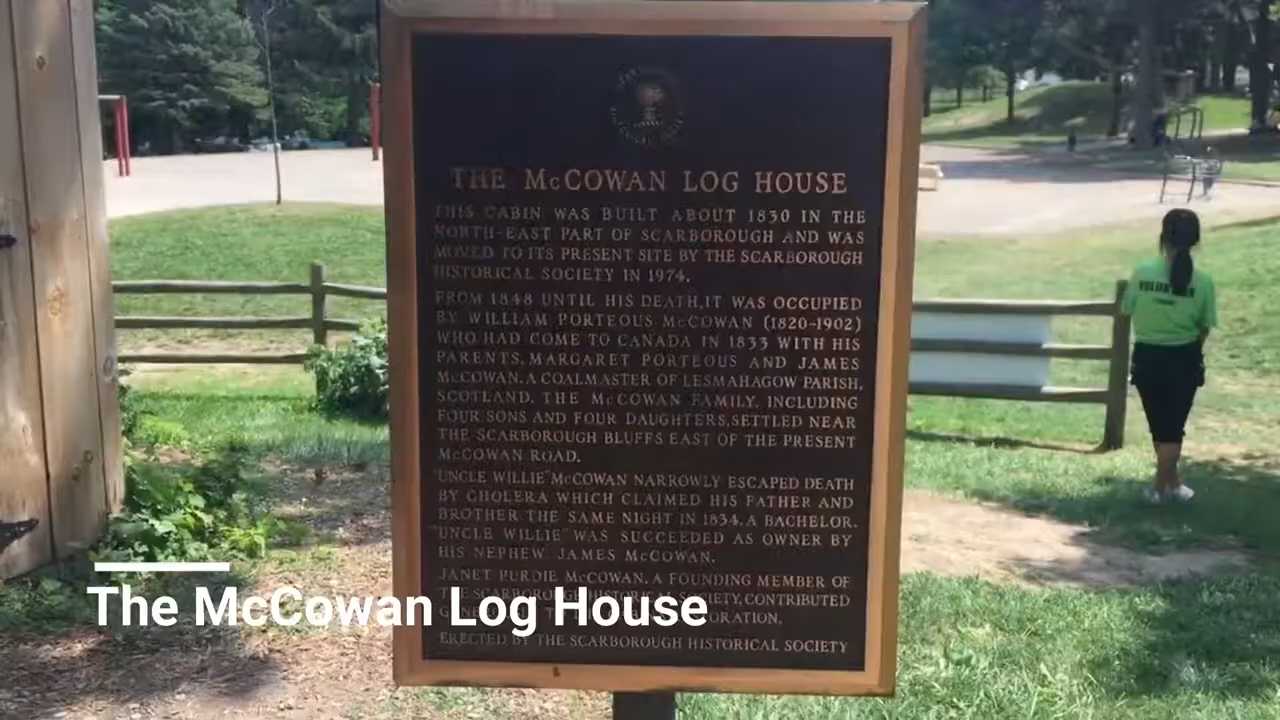 THE McCOWAN LOG HOUSE
THIS CABIN WAS BUILT ABOUT 1830 IN THE
NORTH-EAST PART OF SCARBOROUGH AND WAS
MOVED TO ITS PRESENT SITE BY THE SCARBOROUGH
HISTORICAL SOCIETY IN 1974.
FROM 1848 UNTIL HIS DEATH, IT WAS OCCUPIED
BY WILLIAM PORTEOUS McCOWAN (1820-1902)
WHO HAD COME TO CANADA IN 1833 WITH HIS
PARENTS, MARGARET PORTEOUS AND JAMES
McCOWAN, A COALMASTER OF LESMAHAGOW PARISH,
SCOTLAND. THE McCOWAN FAMILY, INCLUDING
FOUR SONS AND FOUR DAUGHTERS, SETTLED NEAR
THE SCARBOROUGH BLUFFS EAST OF THE PRESENT
McCOWAN ROAD.
"UNCLE WILLIE" McCOWAN NARROWLY ESCAPED DEATH
BY CHOLERA WHICH CLAIMED HIS FATHER AND
BROTHER THE SAME NIGHT IN 1834. A BACHELOR,
"UNCLE WILLIE" WAS SUCCEEDED AS OWNER BY
HIS NEPHEW JAMES McCOWAN.
JANET PURDIE McCOWAN, A FOUNDING MEMBER OF
THE SCARBOROUGH HISTORICAL SOCIETY, CONTRIBUTED
ERECTED BY THE SCARBOROUGH HISTORICAL SOCIETY
The McCowan Log House
VOLUNTEER